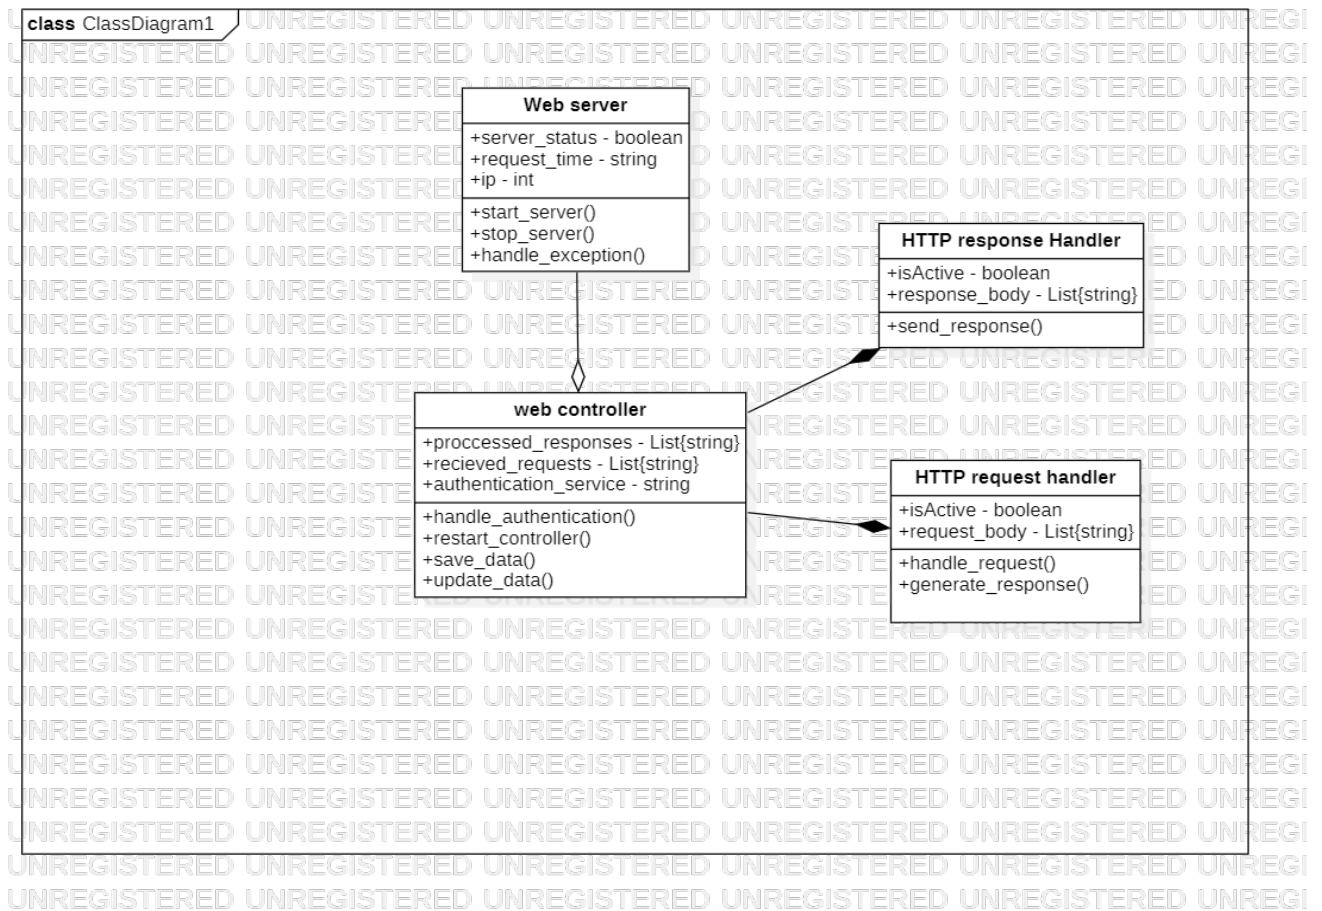 class ClassDiagram1
Web server
+server_status - boolean
+request_time - string
+ip - int
+start_server()
+stop_server()
+handle_exception()
HTTP response Handler
+isActive - boolean
+response_body - List{string}
+send_response()
web controller
+proccessed_responses - List{string}
+recieved_requests - List{string}
+authentication_service - string
+handle_authentication()
+restart_controller()
+save_data()
+update_data()
HTTP request handler
+isActive - boolean
+request_body - List{string}
+handle_request()
+generate_response()
UNREGISTERED UNREGISTERED UNREGISTERED UNREGISTERED UNREGISTERED UNREGI